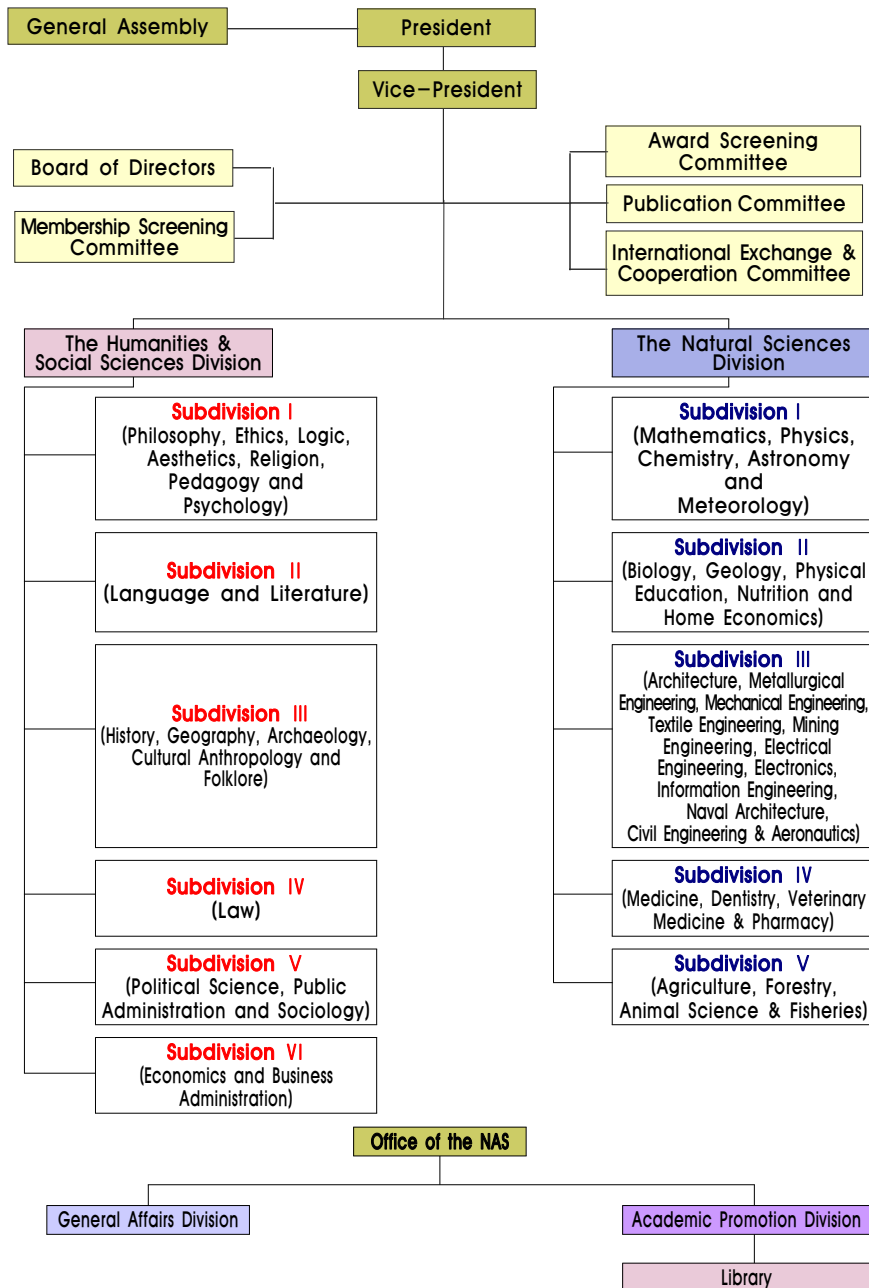 General Assembly
President
Vice-President
Board of Directors
Membership Screening
Committee
Award Screening
Committee
Publication Committee
International Exchange &
Cooperation Committee
The Humanities &
Social Sciences Division
Subdivision I
(Philosophy, Ethics, Logic,
Aesthetics, Religion,
Pedagogy and
Psychology)
Subdivision II
(Language and Literature)
Subdivision III
(History, Geography, Archaeology,
Cultural Anthropology and
Folklore)
Subdivision IV
(Law)
Subdivision V
(Political Science, Public
Administration and Sociology)
Subdivision VI
(Economics and Business
Administration)
The Natural Sciences
Division
Subdivision I
(Mathematics, Physics,
Chemistry, Astronomy
and
Meteorology)
Subdivision II
(Biology, Geology, Physical
Education, Nutrition and
Home Economics)
Subdivision III
(Architecture, Metallurgical
Engineering, Mechanical Engineering,
Textile Engineering, Mining
Engineering, Electrical
Engineering, Electronics,
Information Engineering,
Naval Architecture,
Civil Engineering & Aeronautics)
Subdivision IV
(Medicine, Dentistry, Veterinary
Medicine & Pharmacy)
Subdivision V
(Agriculture, Forestry,
Animal Science & Fisheries)
Office of the NAS
General Affairs Division
Academic Promotion Division
Library